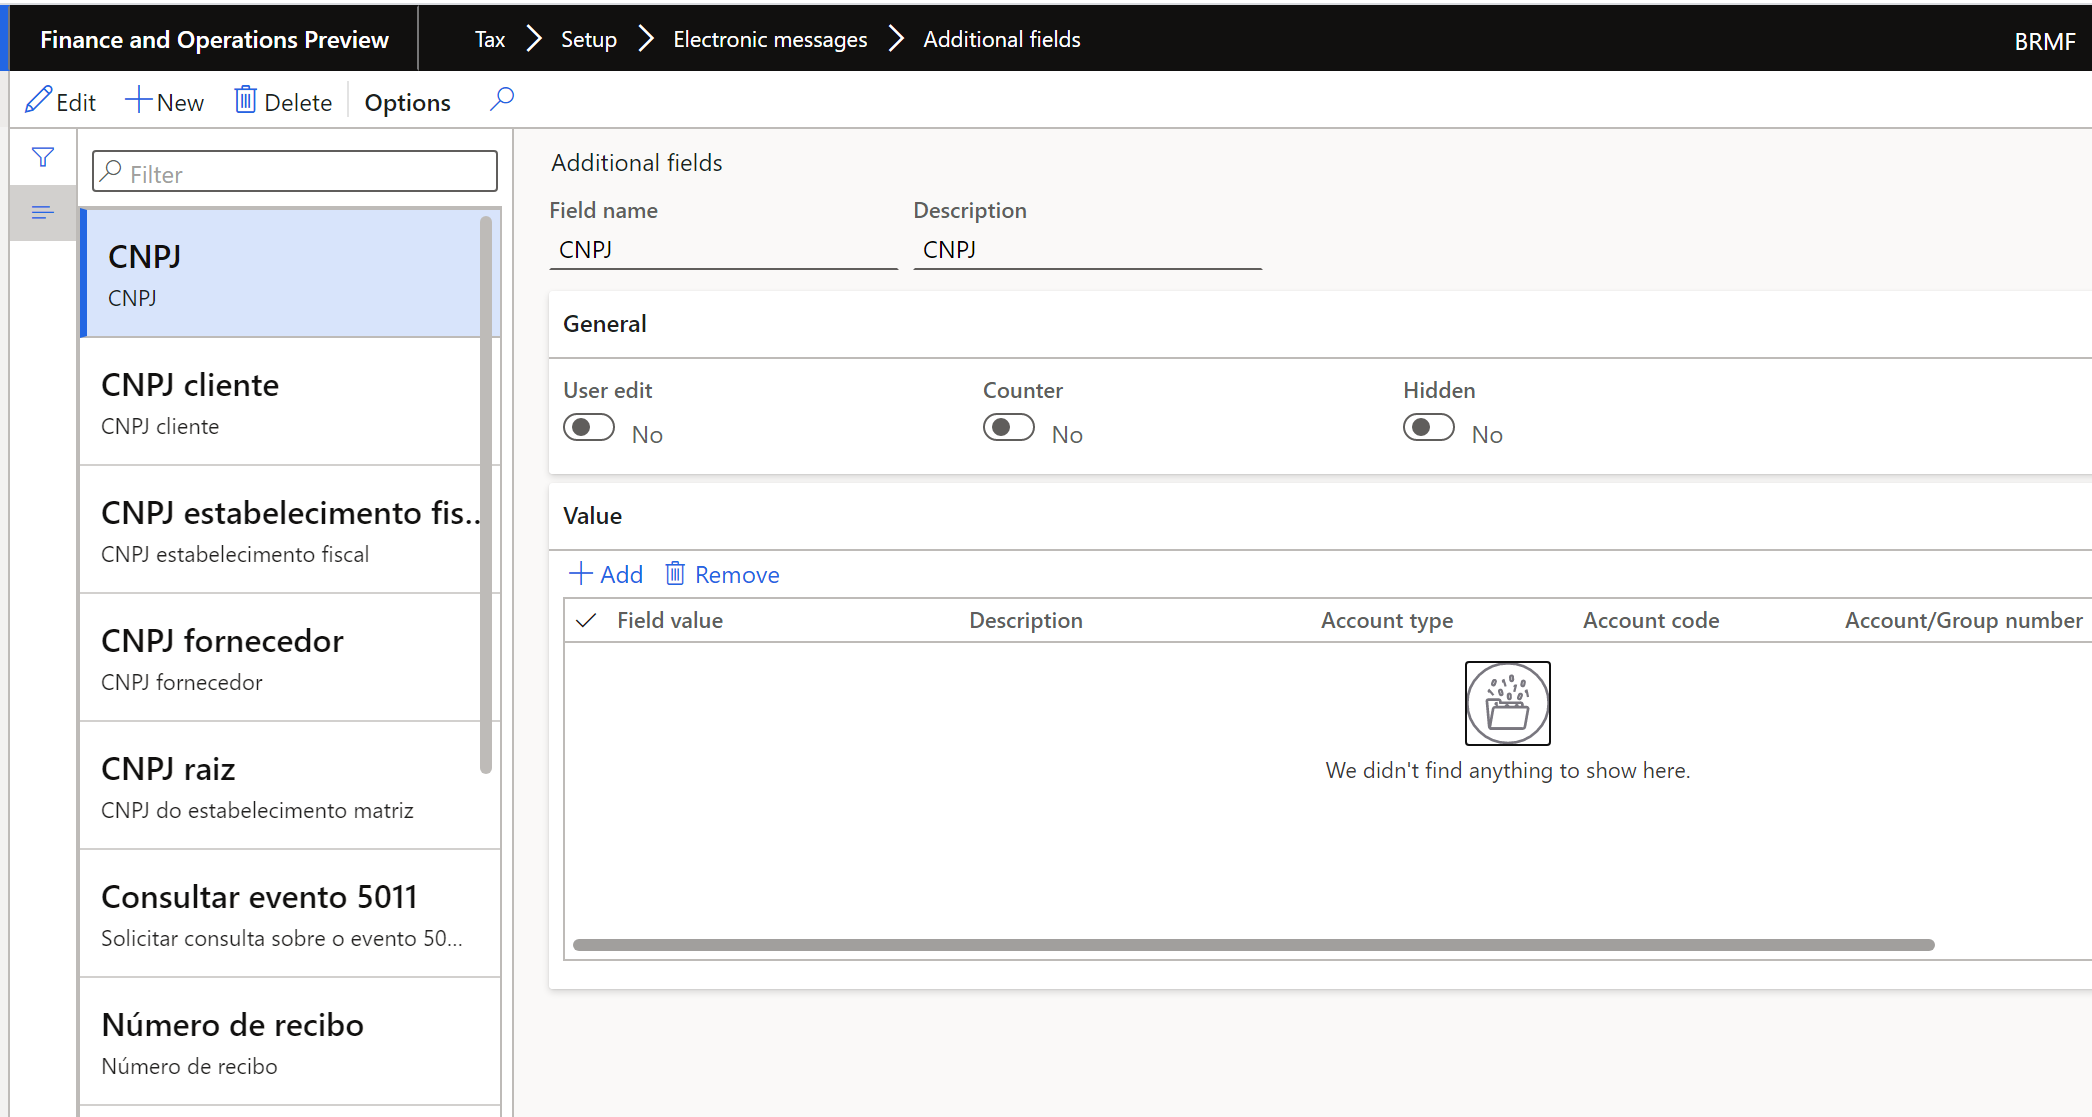 Finance and Operations Preview Tax Setup Electronic messages Additional fields BRMF
Edit New Delete Options
Filter
CNPJ
CNPJ
CNPJ cliente
CNPJ cliente
CNPJ estabelecimento fis...
CNPJ estabelecimento fiscal
CNPJ fornecedor
CNPJ fornecedor
CNPJ raiz
CNPJ do estabelecimento matriz
Consultar evento 5011
Solicitar consulta sobre o evento 50...
Número de recibo
Número de recibo
Additional fields
Field name Description
CNPJ CNPJ
General
User edit Counter Hidden
No No No
Value
Add Remove
Field value Description Account type Account code Account/Group number
We didn't find anything to show here.